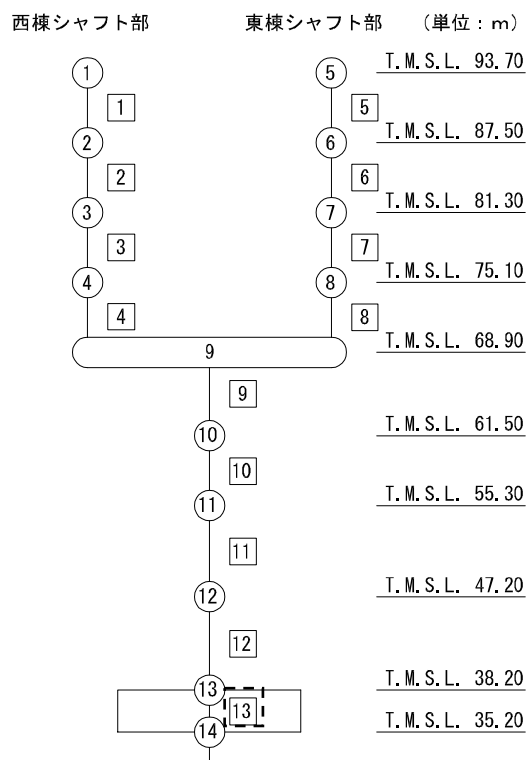 西棟シャフト部 東棟シャフト部 (単位:m)
1 5 T.M.S.L. 93.70
1 5
2 6 T.M.S.L. 87.50
2 6
3 7 T.M.S.L. 81.30
3 7
4 8 T.M.S.L. 75.10
4 8
9 T.M.S.L. 68.90
9
10 T.M.S.L. 61.50
10
11 T.M.S.L. 55.30
11
12 T.M.S.L. 47.20
12
13 T.M.S.L. 38.20
13
14 T.M.S.L. 35.20